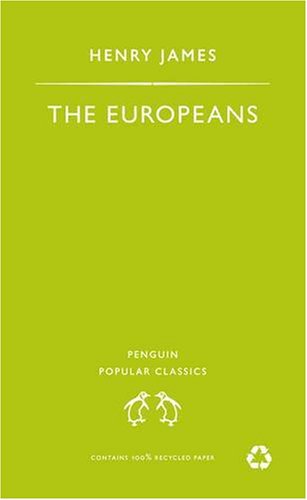 HENRY JAMES
THE EUROPEANS
PENGUIN
POPULAR CLASSICS
CONTAINS 100% RECYCLED PAPER